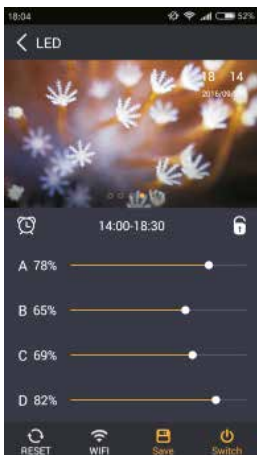 18:04 52%
LED
18 14
2016/09/
14:00-18:30
A 78%
B 65%
C 69%
D 82%
RESET WIFI Save Switch